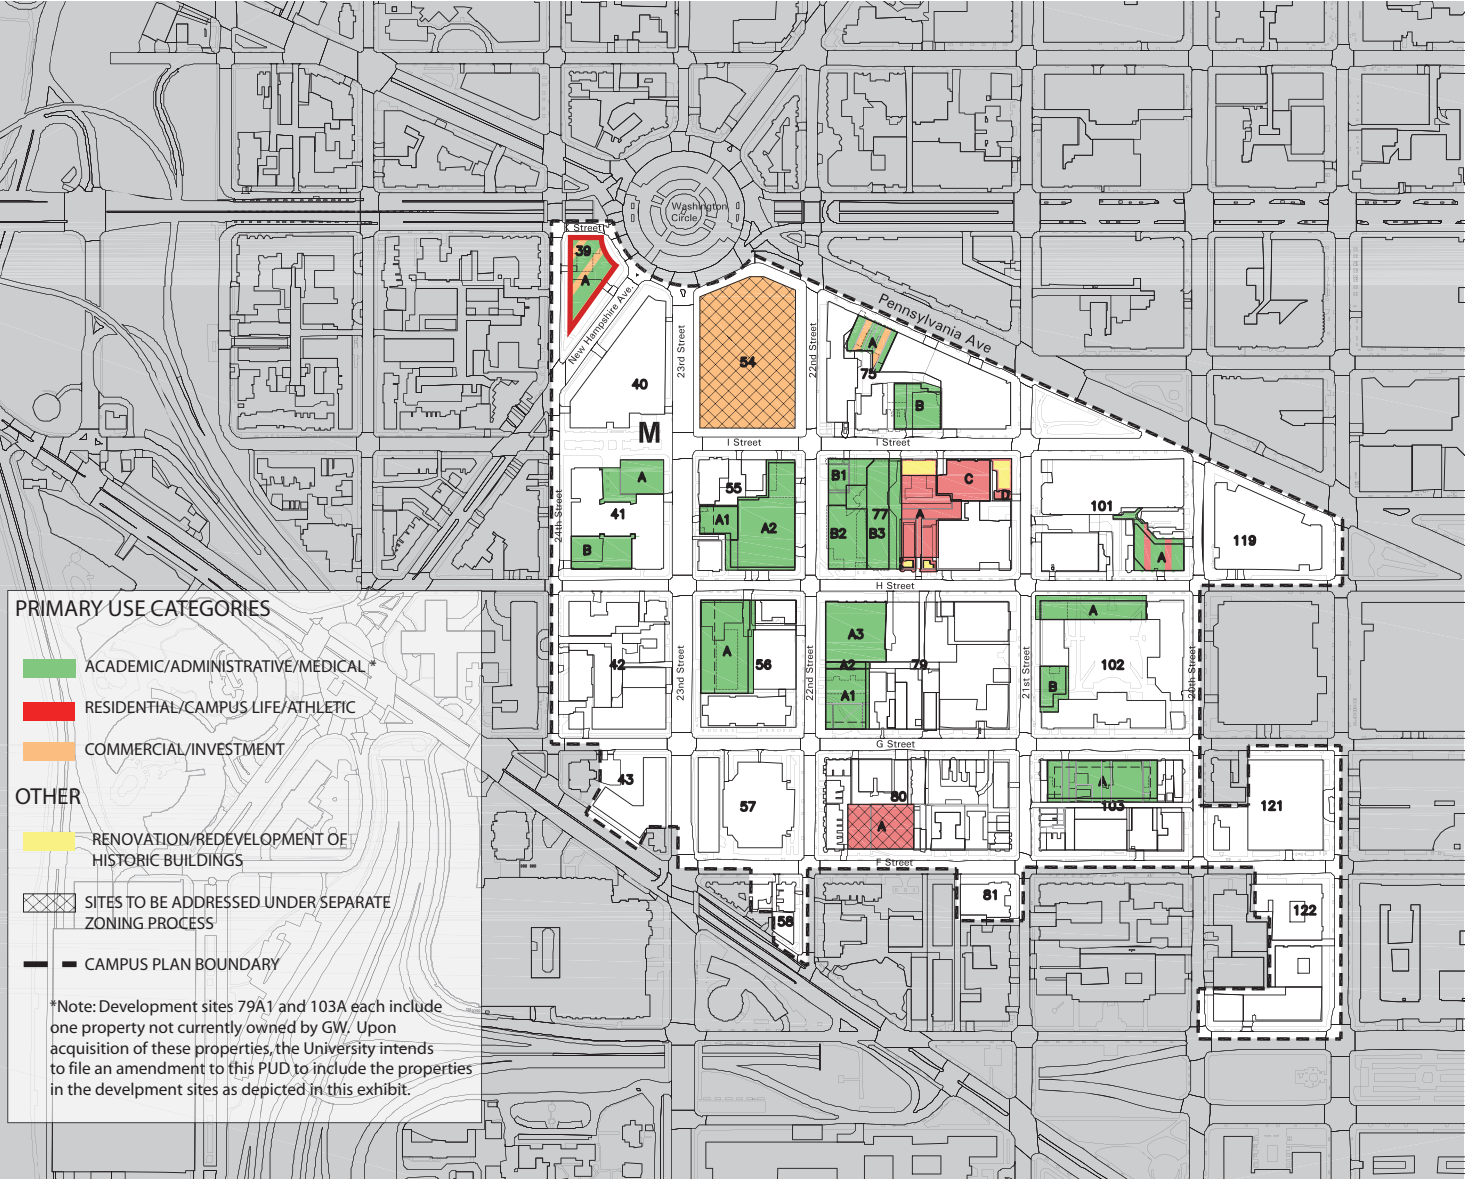 Washington
Circle
K Street
39
A
New Hampshire Ave.
Pennsylvania Ave
23rd Street
22nd Street
54
A
75
B
40
M
I Street
I Street
A
41
B
24th Street
55
A1
A2
B1
B2
77
B3
A
C
D
101
A
119
H Street
42
23nd Street
A
56
22nd Street
A3
A2
A1
79
21st Street
A
102
B
20th Street
G Street
43
57
80
A
A
103
121
F Street
58
81
122
PRIMARY USE CATEGORIES
ACADEMIC/ADMINISTRATIVE/MEDICAL *
RESIDENTIAL/CAMPUS LIFE/ATHLETIC
COMMERCIAL/INVESTMENT
OTHER
RENOVATION/REDEVELOPMENT OF
HISTORIC BUILDINGS
SITES TO BE ADDRESSED UNDER SEPARATE
ZONING PROCESS
CAMPUS PLAN BOUNDARY
*Note: Development sites 79A1 and 103A each include
one property not currently owned by GW. Upon
acquisition of these properties, the University intends
to file an amendment to this PUD to include the properties
in the develpment sites as depicted in this exhibit.